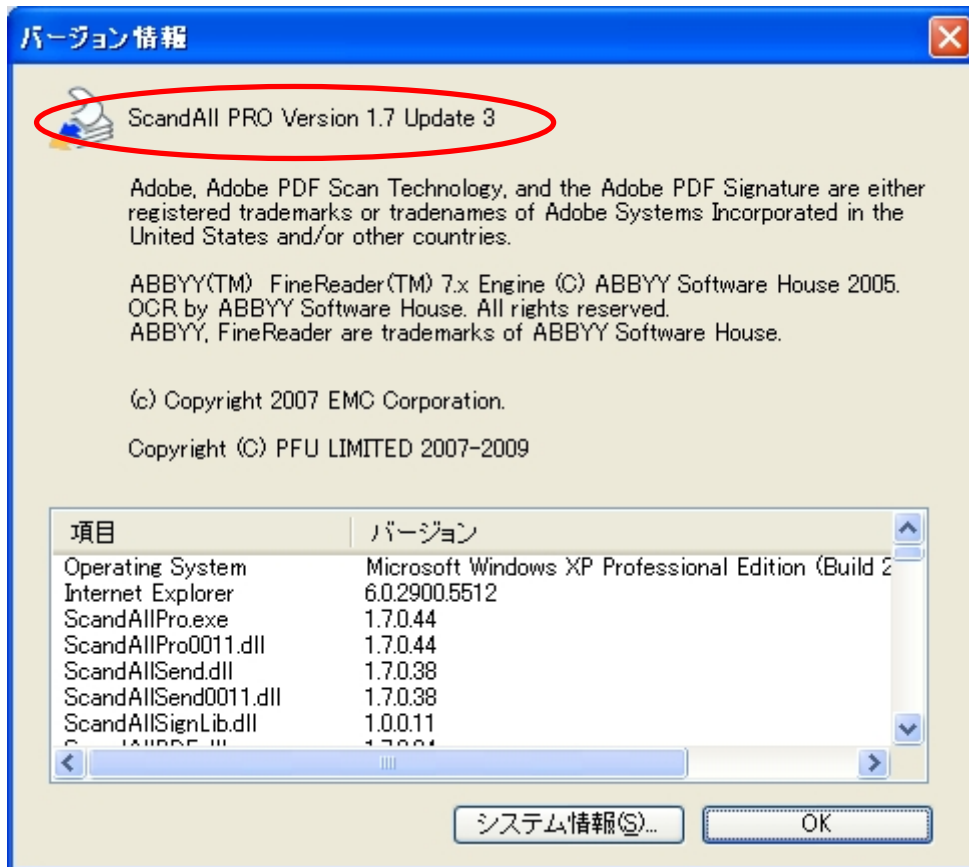 バージョン情報
ScandAll PRO Version 1.7 Update 3
Adobe, Adobe PDF Scan Technology, and the Adobe PDF Signature are either
registered trademarks or tradenames of Adobe Systems Incorporated in the
United States and/or other countries.
ABBYY(TM) FineReader(TM) 7.x Engine (C) ABBYY Software House 2005.
OCR by ABBYY Software House. All rights reserved.
ABBYY, FineReader are trademarks of ABBYY Software House.
(c) Copyright 2007 EMC Corporation.
Copyright (C) PFU LIMITED 2007-2009
項目 バージョン
Operating System Microsoft Windows XP Professional Edition (Build 2
Internet Explorer 6.0.2900.5512
ScandAllPro.exe 1.7.0.44
ScandAllPro0011.dll 1.7.0.44
ScandAllSend.dll 1.7.0.38
ScandAllSend0011.dll 1.7.0.38
ScandAllSignLib.dll 1.0.0.11
システム情報(S)... OK